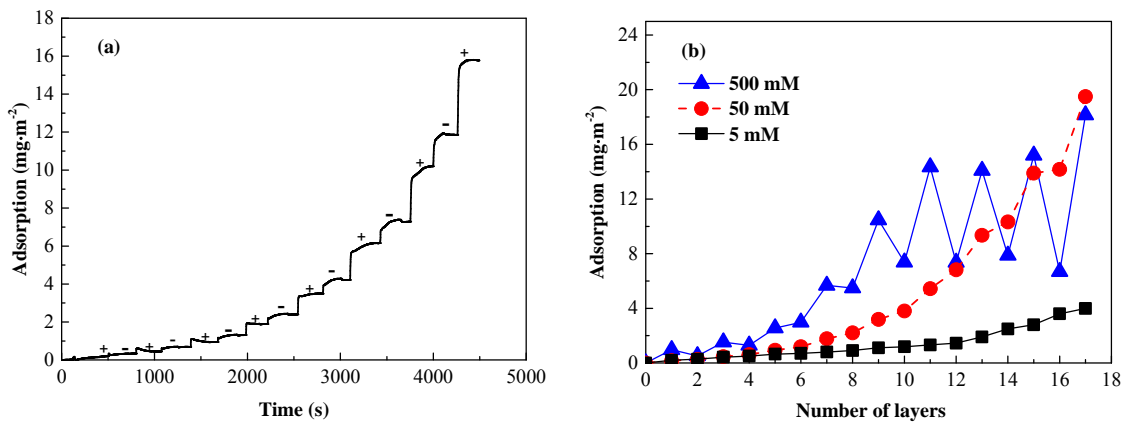 (a)
18
16
14
12
10
8
6
4
2
0
Adsorption (mg·m⁻²)
+ - + - + - + - + - + - + - + - +
0 1000 2000 3000 4000 5000
Time (s)
(b)
500 mM
50 mM
5 mM
24
20
16
12
8
4
0
Adsorption (mg·m⁻²)
0 2 4 6 8 10 12 14 16 18
Number of layers